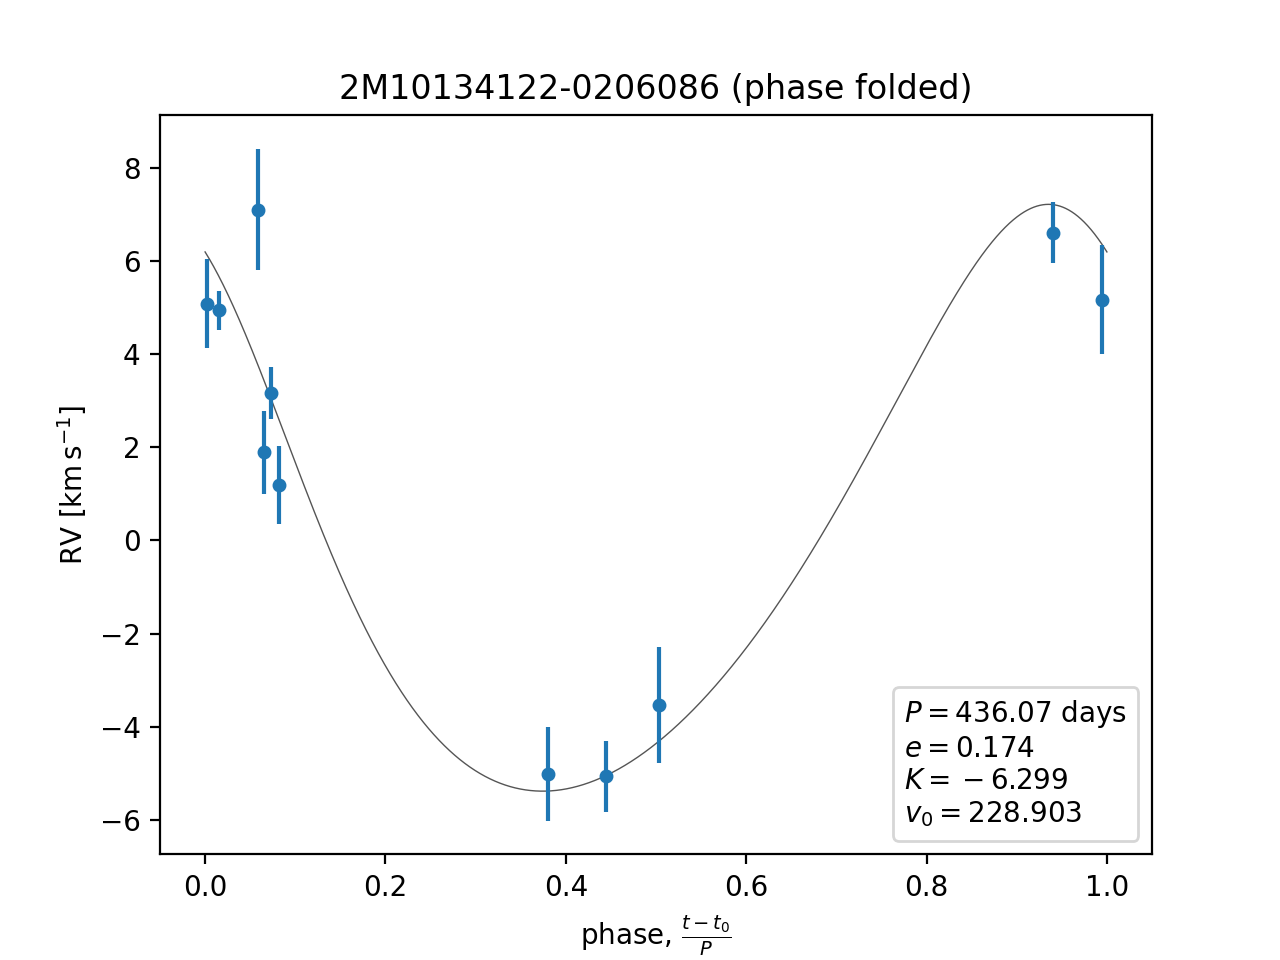 2M10134122-0206086 (phase folded)
RV [km s⁻¹]
8
6
4
2
0
−2
−4
−6
P = 436.07 days
e = 0.174
K = −6.299
v₀ = 228.903
0.0 0.2 0.4 0.6 0.8 1.0
phase, (t − t₀)/P